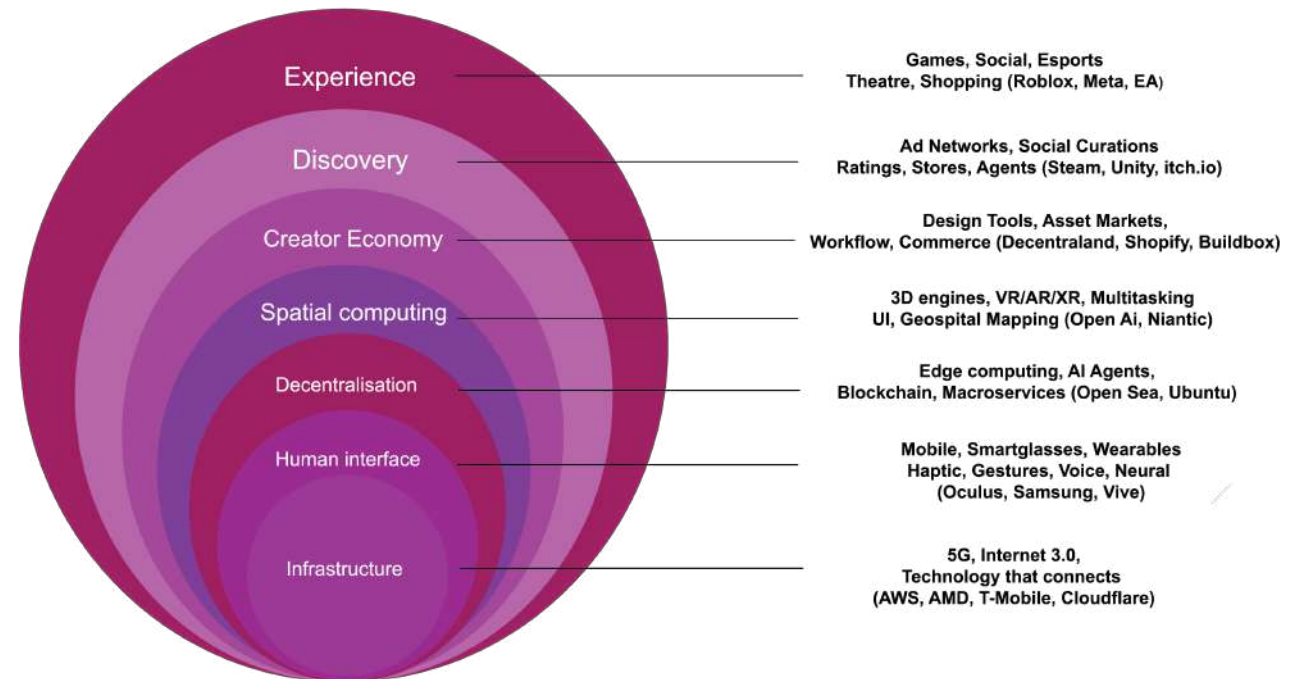 Experience
Games, Social, Esports
Theatre, Shopping (Roblox, Meta, EA)
Discovery
Ad Networks, Social Curations
Ratings, Stores, Agents (Steam, Unity, itch.io)
Creator Economy
Design Tools, Asset Markets,
Workflow, Commerce (Decentraland, Shopify, Buildbox)
Spatial computing
3D engines, VR/AR/XR, Multitasking
UI, Geospital Mapping (Open Ai, Niantic)
Decentralisation
Edge computing, AI Agents,
Blockchain, Macroservices (Open Sea, Ubuntu)
Human interface
Mobile, Smartglasses, Wearables
Haptic, Gestures, Voice, Neural
(Oculus, Samsung, Vive)
Infrastructure
5G, Internet 3.0,
Technology that connects
(AWS, AMD, T-Mobile, Cloudflare)